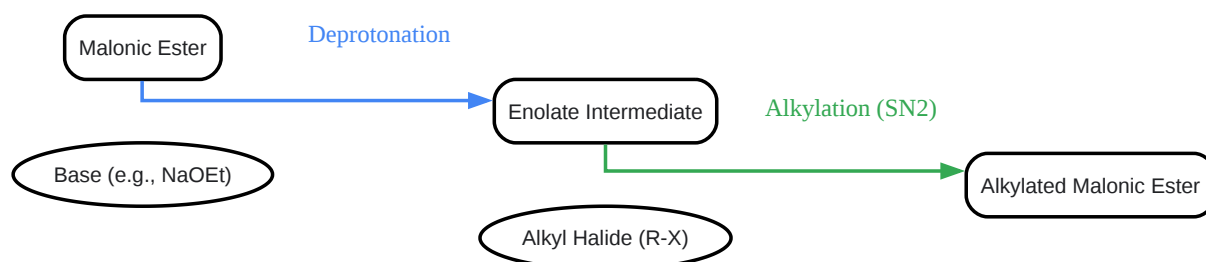 Malonic Ester
Deprotonation
Base (e.g., NaOEt)
Enolate Intermediate
Alkylation (SN2)
Alkyl Halide (R-X)
Alkylated Malonic Ester